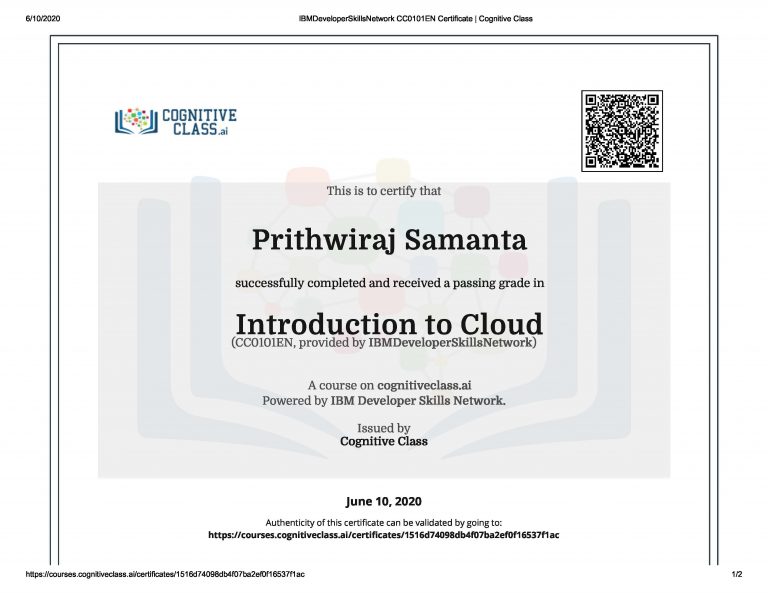 6/10/2020 IBMDeveloperSkillsNetwork CC0101EN Certificate | Cognitive Class
COGNITIVE
CLASS.ai
This is to certify that
Prithwiraj Samanta
successfully completed and received a passing grade in
Introduction to Cloud
(CC0101EN, provided by IBMDeveloperSkillsNetwork)
A course on cognitiveclass.ai
Powered by IBM Developer Skills Network.
Issued by
Cognitive Class
June 10, 2020
Authenticity of this certificate can be validated by going to:
https://courses.cognitiveclass.ai/certificates/1516d74098db4f07ba2ef0f16537f1ac
https://courses.cognitiveclass.ai/certificates/1516d74098db4f07ba2ef0f16537f1ac 1/2